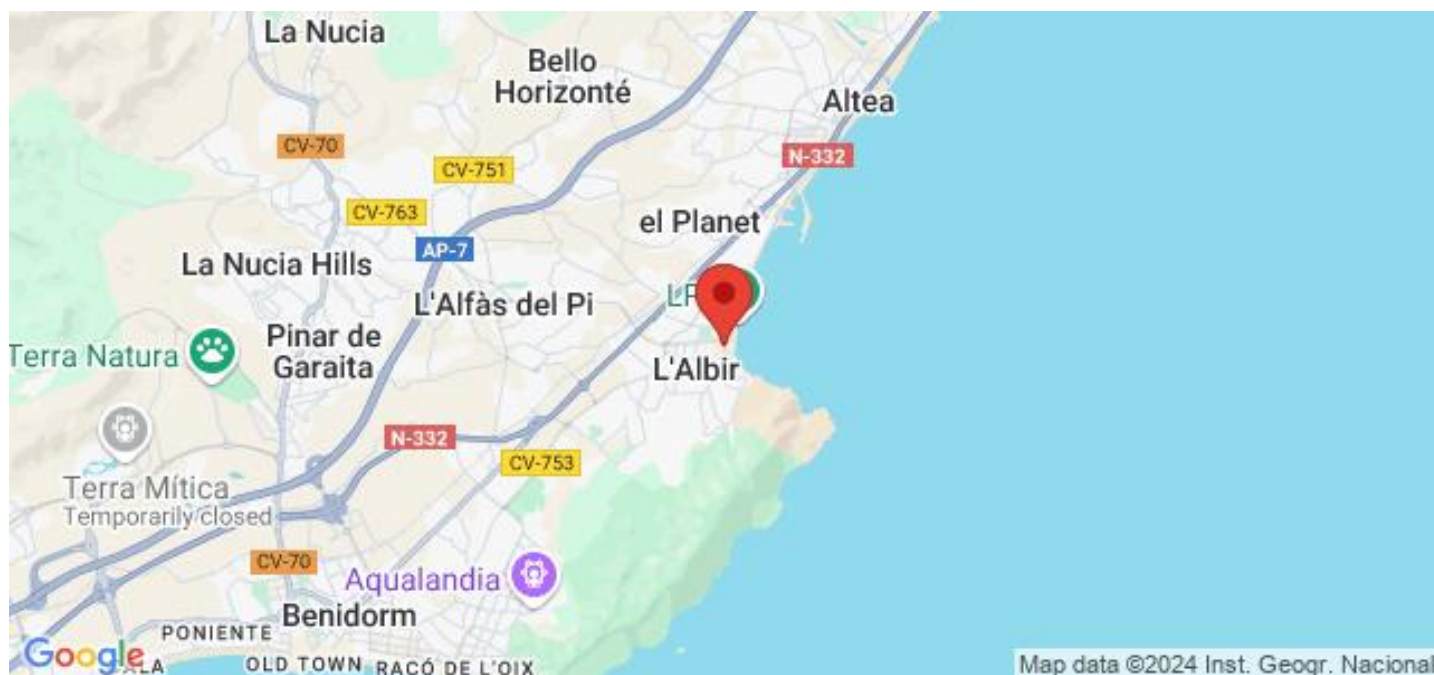 La Nucia
Bello
Horizonté
Altea
CV-70
N-332
CV-751
CV-763
el Planet
AP-7
La Nucia Hills
L'Alfàs del Pi
Pinar de
Garaita
Terra Natura
L'Albir
N-332
CV-753
Terra Mítica
Temporarily closed
CV-70
Aqualandia
Benidorm
PONIENTE
OLD TOWN
RACÓ DE L'OIX
Google
Map data ©2024 Inst. Geogr. Nacional